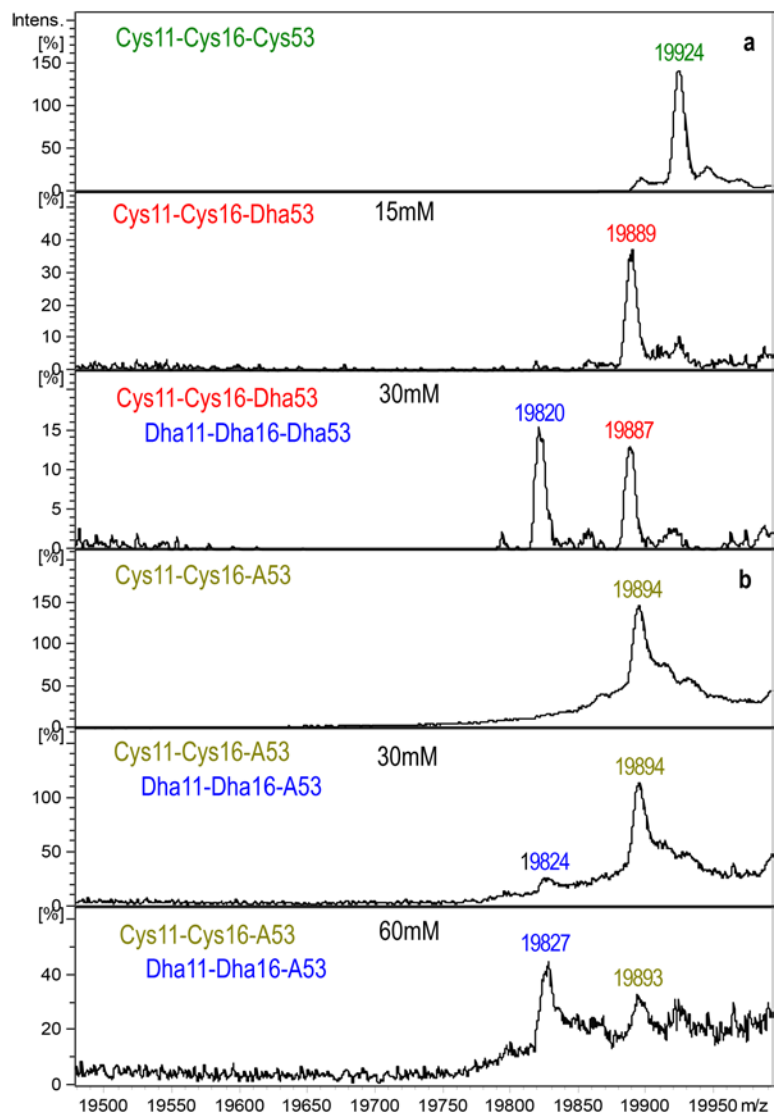 Intens.
[%]
Cys11-Cys16-Cys53
19924
a
150
100
50
0
[%]
Cys11-Cys16-Dha53
15mM
19889
40
30
20
10
0
[%]
Cys11-Cys16-Dha53
30mM
Dha11-Dha16-Dha53
19820
19887
15
10
5
0
[%]
Cys11-Cys16-A53
19894
b
150
100
50
0
[%]
Cys11-Cys16-A53
30mM
Dha11-Dha16-A53
19894
19824
100
50
0
[%]
Cys11-Cys16-A53
60mM
Dha11-Dha16-A53
19827
19893
40
20
0
19500 19550 19600 19650 19700 19750 19800 19850 19900 19950 m/z